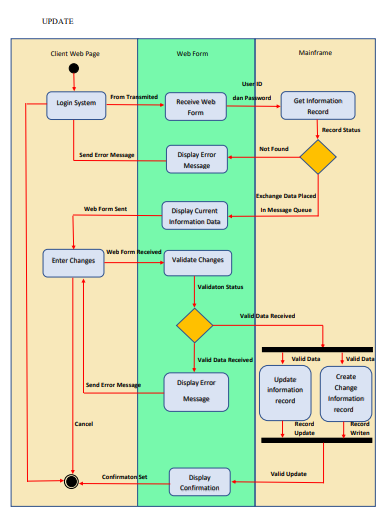 UPDATE
Client Web Page
Web Form
Mainframe
User ID
From Transmited
dan Password
Login System
Receive Web
Form
Get Information
Record
Record Status
Send Error Message
Display Error
Message
Not Found
Exchange Data Placed
In Message Queue
Web Form Sent
Display Current
Information Data
Web Form Received
Enter Changes
Validate Changes
Validaton Status
Valid Data Received
Valid Data Received
Valid Data
Valid Data
Send Error Message
Display Error
Message
Update
information
record
Create
Change
Information
record
Record
Update
Record
Writen
Cancel
Confirmaton Set
Display
Confirmation
Valid Update